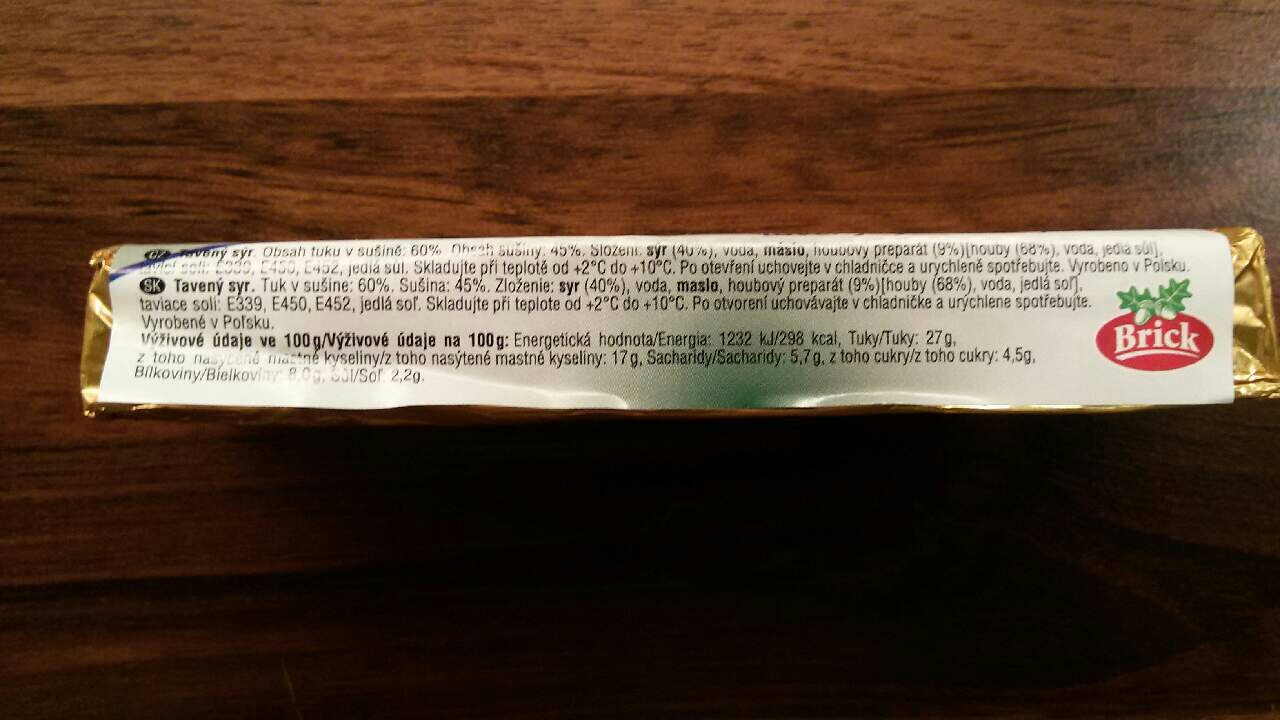 CZ Tavený sýr. Obsah tuku v sušině: 60%. Obsah sušiny: 45%. Složení: sýr (40%), voda, máslo, houbový preparát (9%)[houby (68%), voda, jedlá sůl],
tavicí soli: E339, E450, E452, jedlá sůl. Skladujte při teplotě od +2°C do +10°C. Po otevření uchovejte v chladničce a urychleně spotřebujte. Vyrobeno v Polsku.
SK Tavený syr. Tuk v sušine: 60%. Sušina: 45%. Zloženie: syr (40%), voda, maslo, houbový preparát (9%)[houby (68%), voda, jedlá soľ],
taviace soli: E339, E450, E452, jedlá soľ. Skladujte při teplote od +2°C do +10°C. Po otvorení uchovávajte v chladničke a urýchlene spotřebujte.
Vyrobené v Poľsku.
Výživové údaje ve 100g/Výživové údaje na 100g: Energetická hodnota/Energia: 1232 kJ/298 kcal, Tuky/Tuky: 27g,
z toho nasycené mastné kyseliny/z toho nasýtené mastné kyseliny: 17g, Sacharidy/Sacharidy: 5,7g, z toho cukry/z toho cukry: 4,5g,
Bílkoviny/Bielkoviny: 8,0g, Sůl/Soľ: 2,2g.
Brick